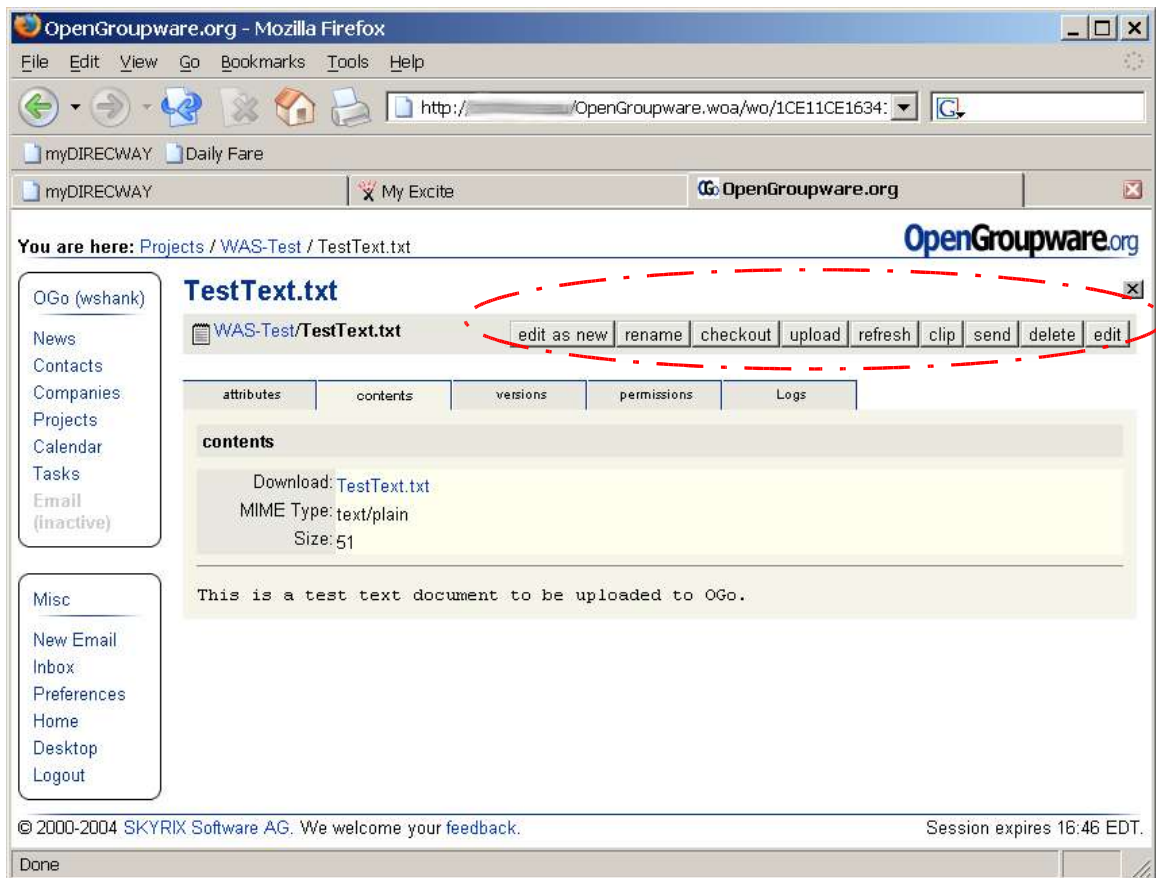 OpenGroupware.org - Mozilla Firefox
File Edit View Go Bookmarks Tools Help
http:// /OpenGroupware.woa/wo/1CE11CE1634: G
myDIRECWAY Daily Fare
myDIRECWAY My Excite OGo OpenGroupware.org
You are here: Projects / WAS-Test / TestText.txt OpenGroupware.org
OGo (wshank)
News
Contacts
Companies
Projects
Calendar
Tasks
Email
(inactive)
Misc
New Email
Inbox
Preferences
Home
Desktop
Logout
TestText.txt
WAS-Test/TestText.txt edit as new rename checkout upload refresh clip send delete edit
attributes contents versions permissions Logs
contents
Download: TestText.txt
MIME Type: text/plain
Size: 51
This is a test text document to be uploaded to OGo.
© 2000-2004 SKYRIX Software AG. We welcome your feedback. Session expires 16:46 EDT.
Done